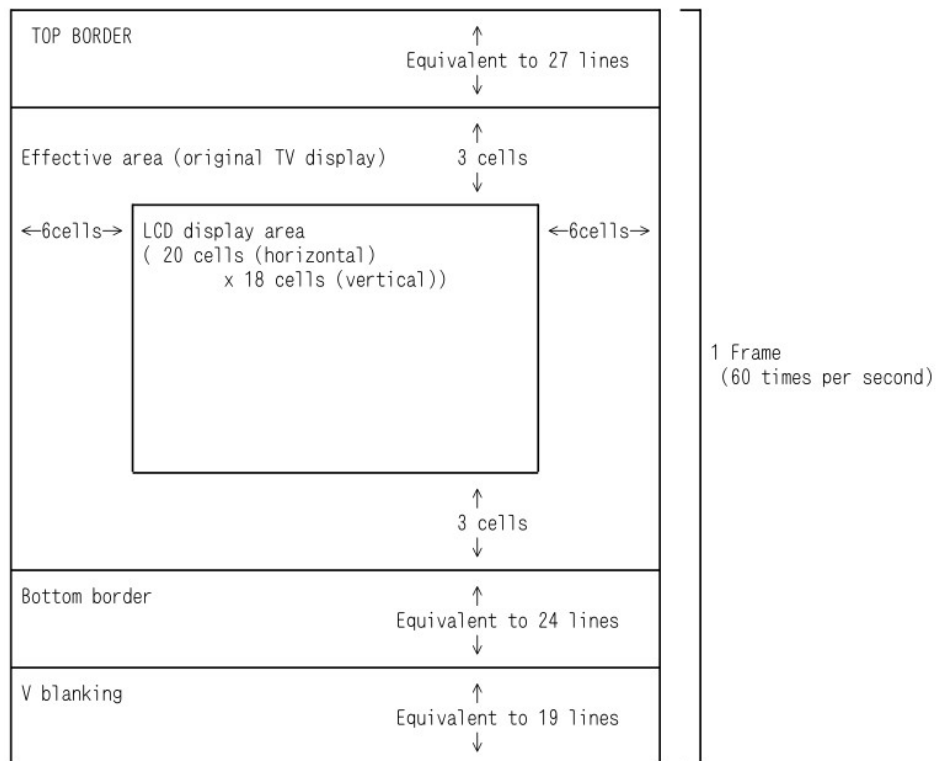 TOP BORDER
↑
Equivalent to 27 lines
↓
↑
Effective area (original TV display) 3 cells
↓
←6cells→
LCD display area
( 20 cells (horizontal)
x 18 cells (vertical))
←6cells→
1 Frame
(60 times per second)
↑
3 cells
↓
Bottom border
↑
Equivalent to 24 lines
↓
V blanking
↑
Equivalent to 19 lines
↓